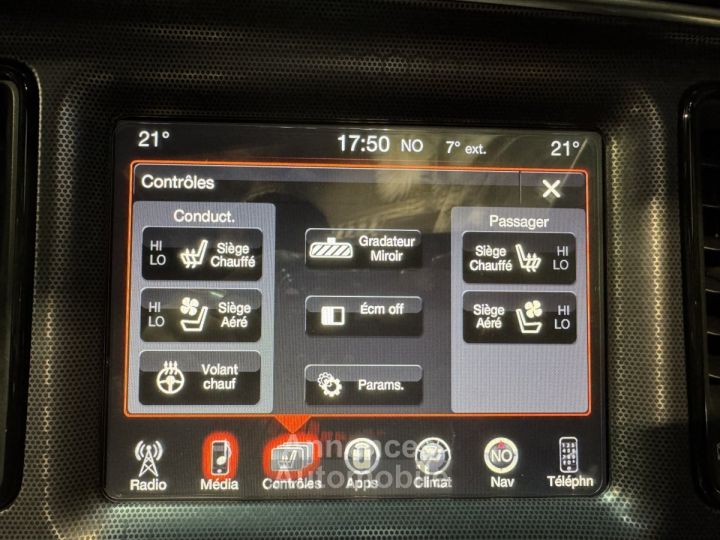 21° 17:50 NO 7° ext. 21°
Contrôles
Conduct.
HI
LO
Siège
Chauffé
HI
LO
Siège
Aéré
Volant
chauf
Gradateur
Miroir
Écm off
Params.
Passager
Siège
Chauffé
HI
LO
Siège
Aéré
HI
LO
Radio
Média
Contrôles
Apps
Climat
NO
Nav
Téléphn
Annonces
Automobile